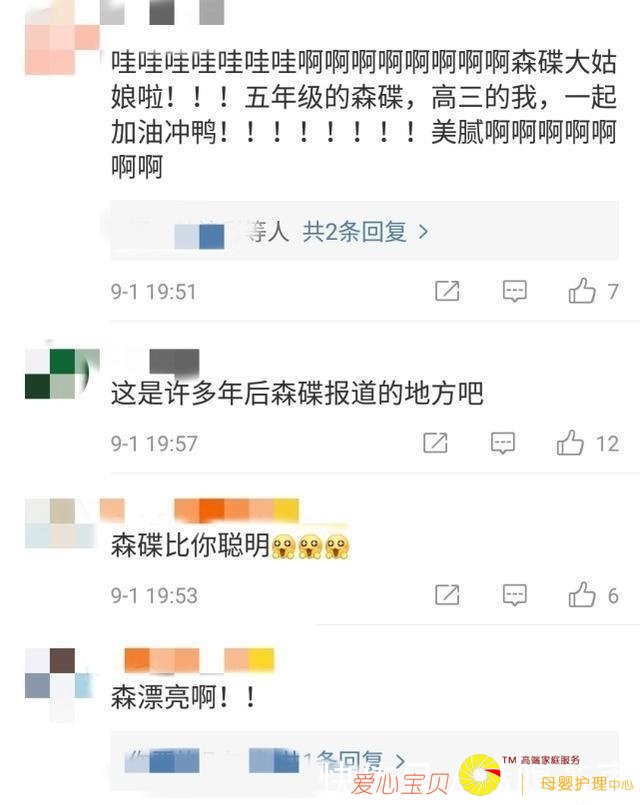 哇哇哇哇哇哇哇啊啊啊啊啊啊啊啊森碟大姑
娘啦！！！五年级的森碟，高三的我，一起
加油冲鸭！！！！！！！！美腻啊啊啊啊啊
啊啊
等人 共2条回复 >
9-1 19:51
7
这是许多年后森碟报道的地方吧
9-1 19:57
12
森碟比你聪明
9-1 19:53
6
森漂亮啊！！
共1条回复 >
爱心宝贝
TM 高端家庭服务
母婴护理中心